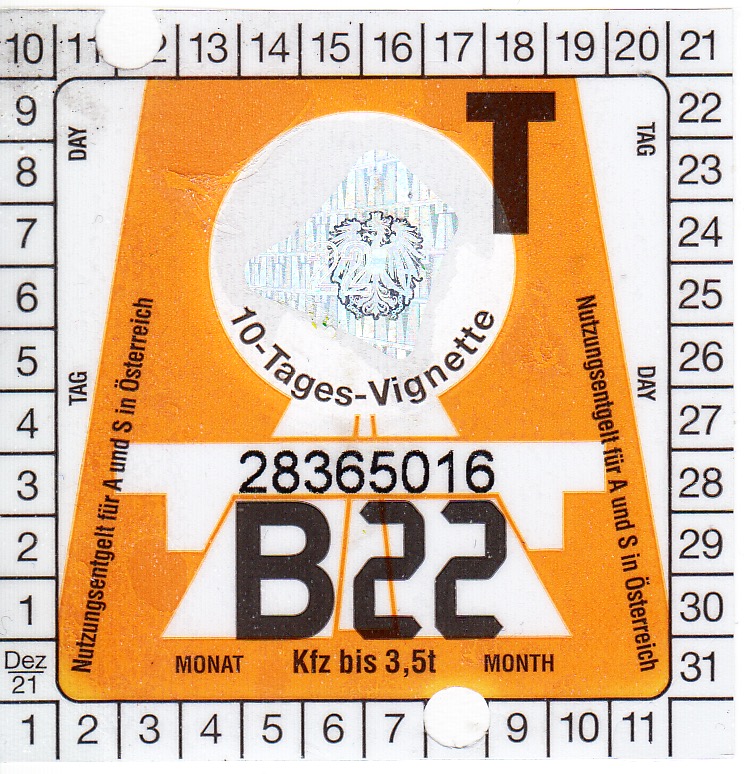 10 11 2 13 14 15 16 17 18 19 20 21
9
8
7
6
5
4
3
2
1
Dez
21
22
23
24
25
26
27
28
29
30
31
1 2 3 4 5 6 7 9 10 11
DAY
TAG
T
TAG
DAY
10-Tages-Vignette
Nutzungsentgelt für A und S in Österreich
Nutzungsentgelt für A und S in Österreich
28365016
B22
MONAT Kfz bis 3,5t MONTH